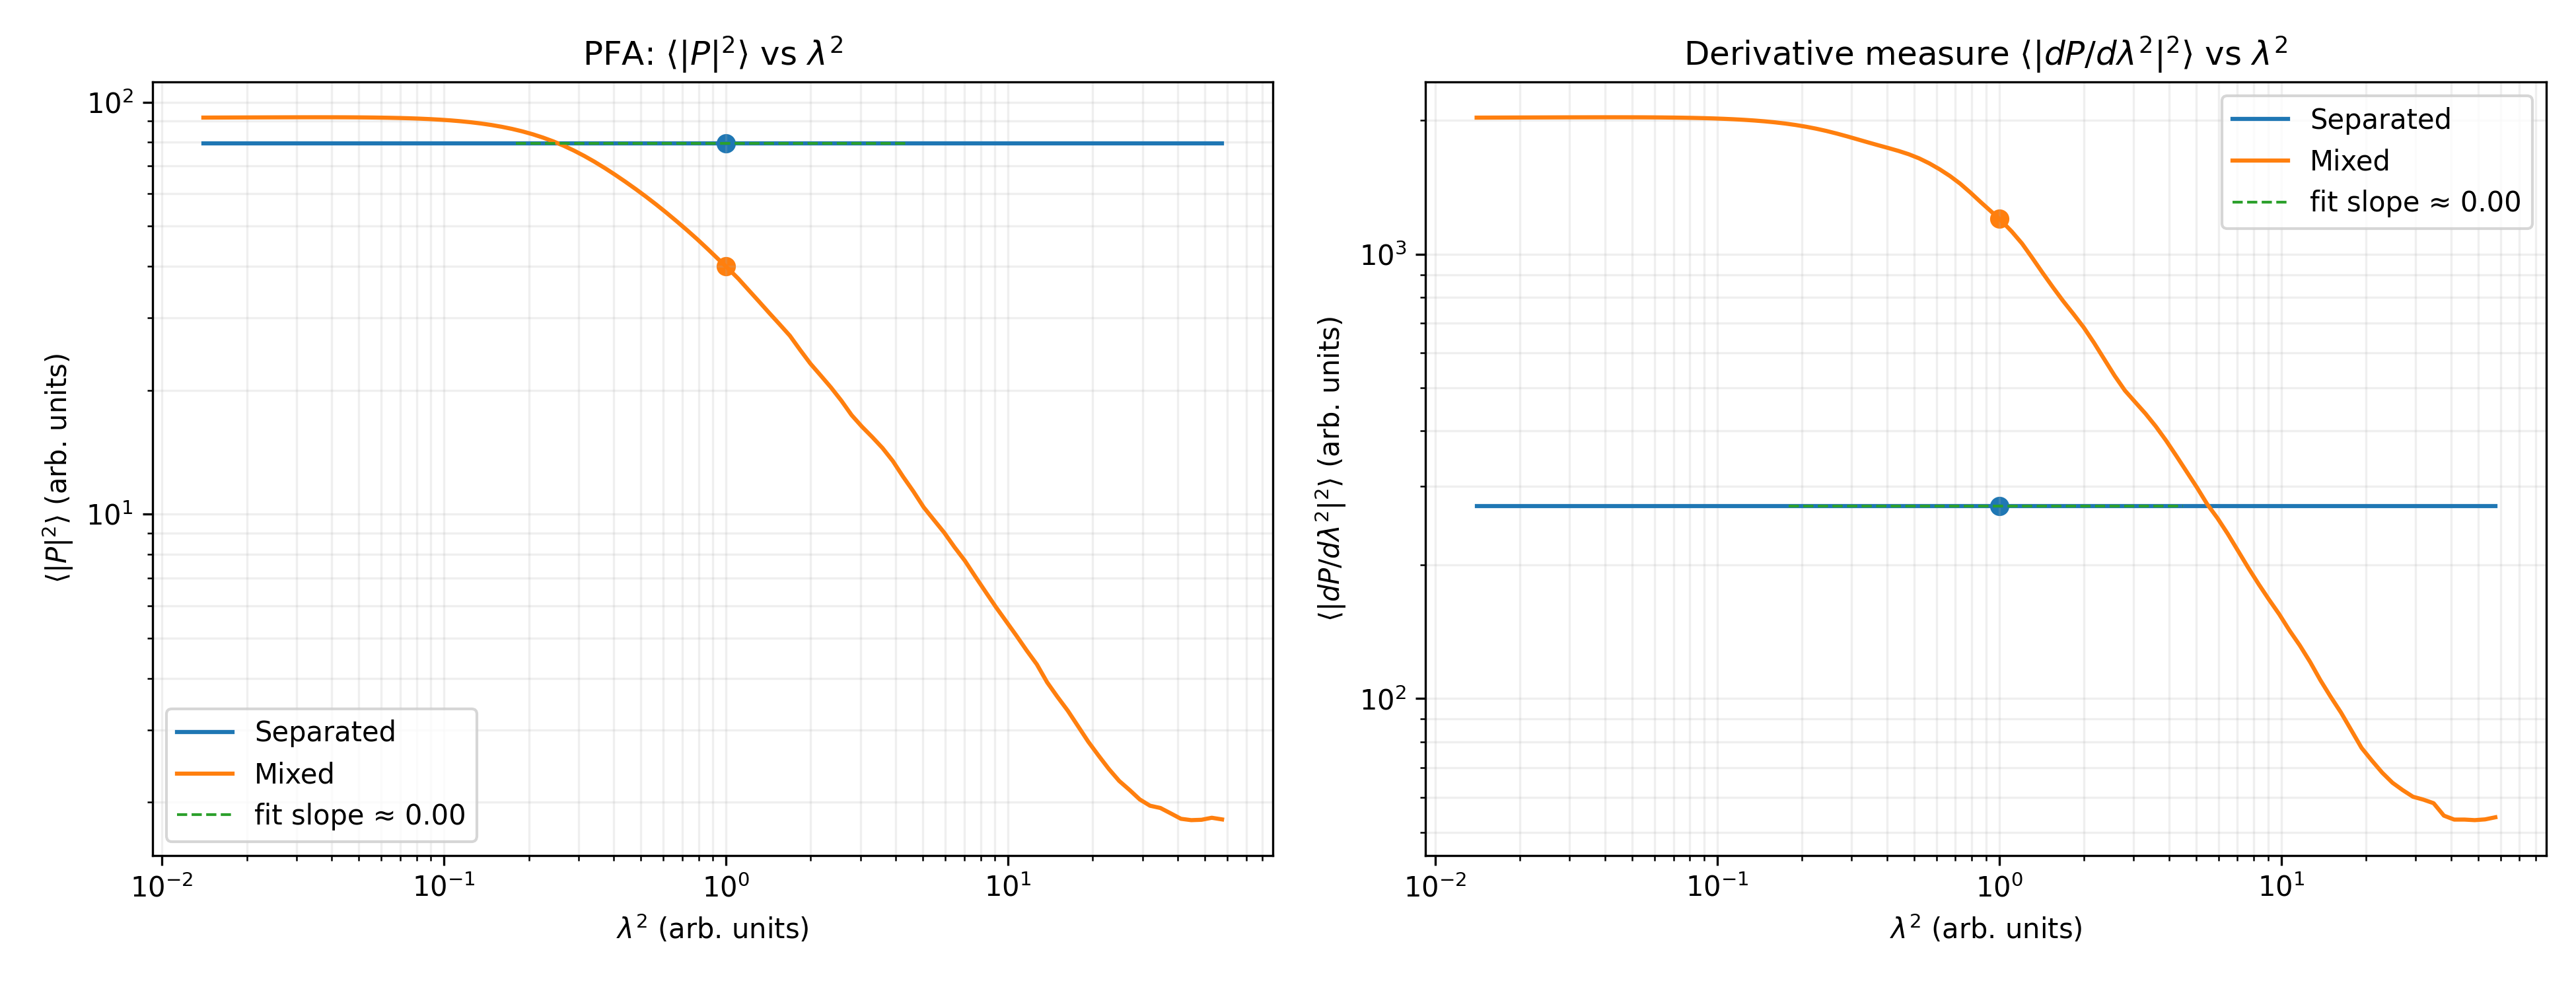 PFA: ⟨|P|²⟩ vs λ²
⟨|P|²⟩ (arb. units)
10²
10¹
10⁻²
10⁻¹
10⁰
10¹
λ² (arb. units)
Separated
Mixed
fit slope ≈ 0.00
Derivative measure ⟨|dP/dλ²|²⟩ vs λ²
⟨|dP/dλ²|²⟩ (arb. units)
10³
10²
10⁻²
10⁻¹
10⁰
10¹
λ² (arb. units)
Separated
Mixed
fit slope ≈ 0.00